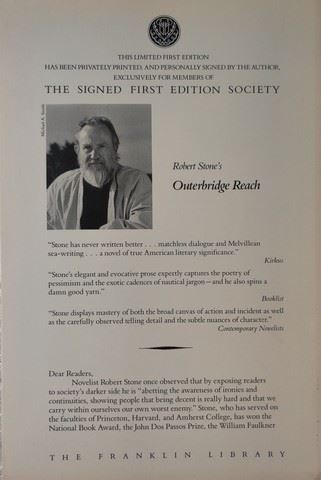 THIS LIMITED FIRST EDITION
HAS BEEN PRIVATELY PRINTED, AND PERSONALLY SIGNED BY THE AUTHOR,
EXCLUSIVELY FOR MEMBERS OF
THE SIGNED FIRST EDITION SOCIETY
Michael A. Smith
Robert Stone's
Outerbridge Reach
"Stone has never written better . . . matchless dialogue and Melvillean
sea-writing . . . a novel of true American literary significance."
Kirkus
"Stone's elegant and evocative prose expertly captures the poetry of
pessimism and the exotic cadences of nautical jargon—and he also spins a
damn good yarn."
Booklist
"Stone displays mastery of both the broad canvas of action and incident as well
as the carefully observed telling detail and the subtle nuances of character."
Contemporary Novelists
Dear Readers,
Novelist Robert Stone once observed that by exposing readers
to society's darker side he is "abetting the awareness of ironies and
continuities, showing people that being decent is really hard and that we
carry within ourselves our own worst enemy." Stone, who has served on
the faculties of Princeton, Harvard, and Amherst College, has won the
National Book Award, the John Dos Passos Prize, the William Faulkner
THE FRANKLIN LIBRARY